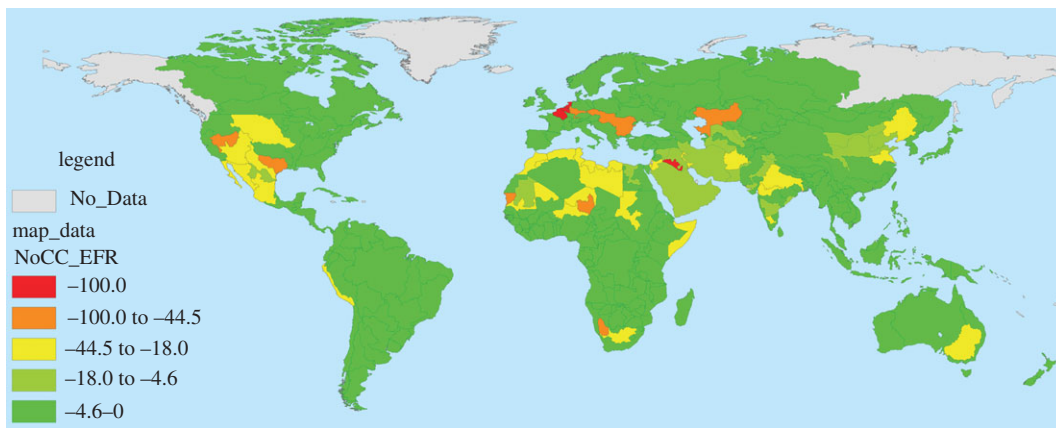 legend
No_Data
map_data
NoCC_EFR
–100.0
–100.0 to –44.5
–44.5 to –18.0
–18.0 to –4.6
–4.6–0